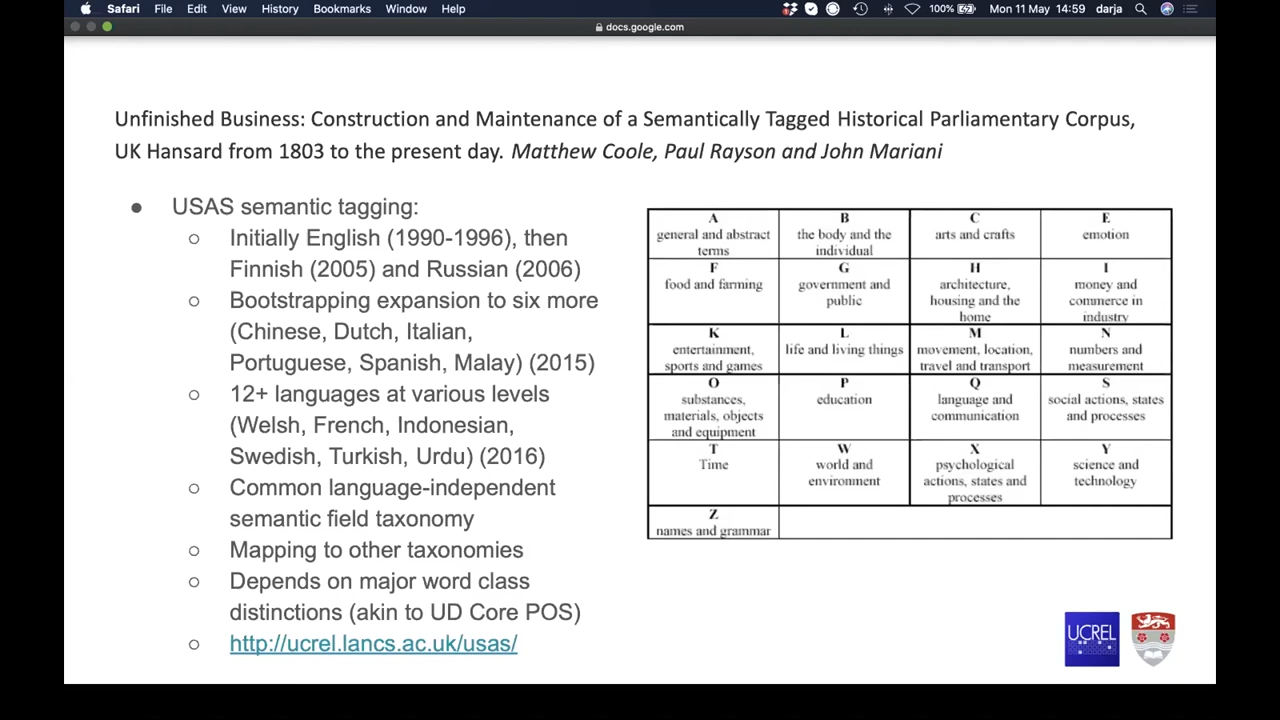 Safari File Edit View History Bookmarks Window Help 100% Mon 11 May 14:59 darja
docs.google.com
Unfinished Business: Construction and Maintenance of a Semantically Tagged Historical Parliamentary Corpus,
UK Hansard from 1803 to the present day. Matthew Coole, Paul Rayson and John Mariani
● USAS semantic tagging:
○ Initially English (1990-1996), then
Finnish (2005) and Russian (2006)
○ Bootstrapping expansion to six more
(Chinese, Dutch, Italian,
Portuguese, Spanish, Malay) (2015)
○ 12+ languages at various levels
(Welsh, French, Indonesian,
Swedish, Turkish, Urdu) (2016)
○ Common language-independent
semantic field taxonomy
○ Mapping to other taxonomies
○ Depends on major word class
distinctions (akin to UD Core POS)
○ http://ucrel.lancs.ac.uk/usas/
A
general and abstract
terms
B
the body and the
individual
C
arts and crafts
E
emotion
F
food and farming
G
government and
public
H
architecture,
housing and the
home
I
money and
commerce in
industry
K
entertainment,
sports and games
L
life and living things
M
movement, location,
travel and transport
N
numbers and
measurement
O
substances,
materials, objects
and equipment
P
education
Q
language and
communication
S
social actions, states
and processes
T
Time
W
world and
environment
X
psychological
actions, states and
processes
Y
science and
technology
Z
names and grammar
UCREL